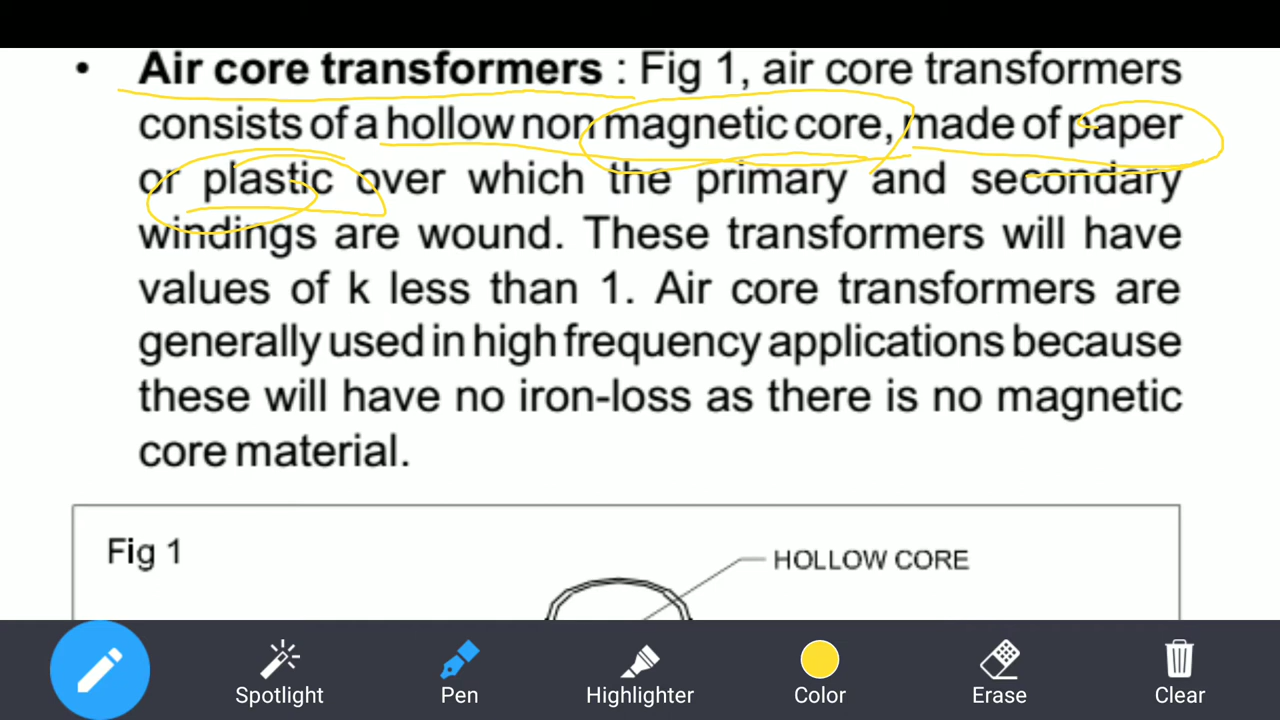 • Air core transformers : Fig 1, air core transformers
consists of a hollow non magnetic core, made of paper
or plastic over which the primary and secondary
windings are wound. These transformers will have
values of k less than 1. Air core transformers are
generally used in high frequency applications because
these will have no iron-loss as there is no magnetic
core material.
Fig 1
HOLLOW CORE
Spotlight
Pen
Highlighter
Color
Erase
Clear